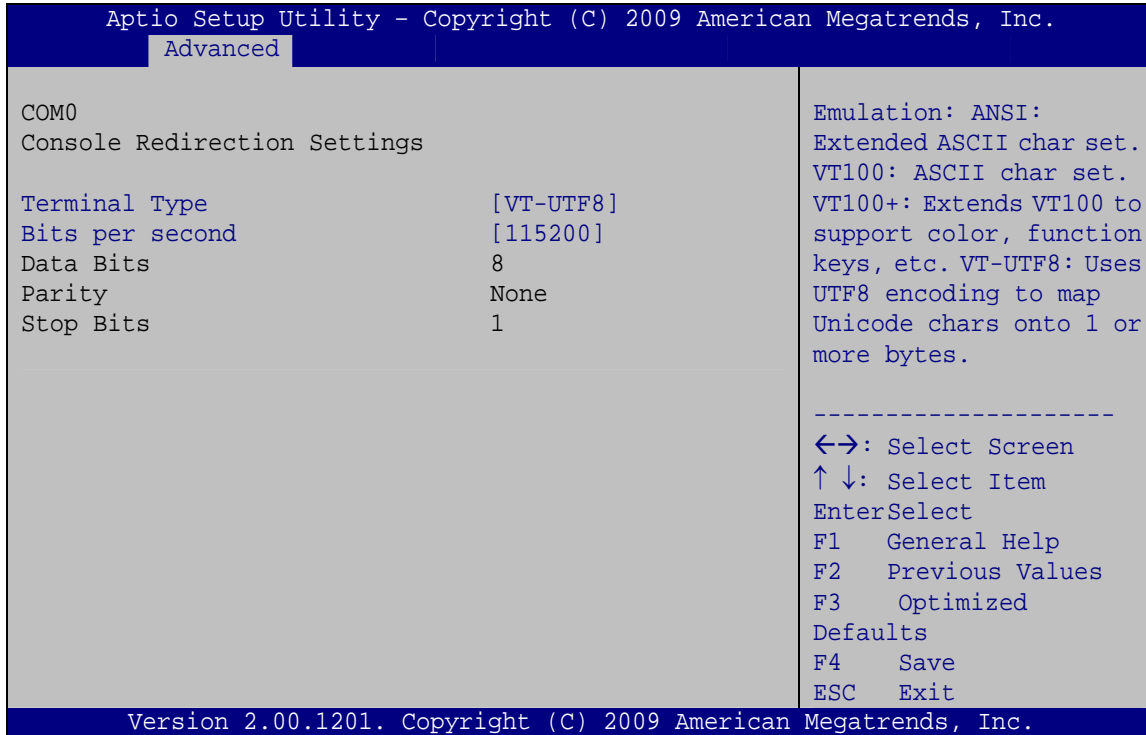 Aptio Setup Utility – Copyright (C) 2009 American Megatrends, Inc.
Advanced
COM0
Console Redirection Settings
Terminal Type [VT-UTF8]
Bits per second [115200]
Data Bits 8
Parity None
Stop Bits 1
Emulation: ANSI:
Extended ASCII char set.
VT100: ASCII char set.
VT100+: Extends VT100 to
support color, function
keys, etc. VT-UTF8: Uses
UTF8 encoding to map
Unicode chars onto 1 or
more bytes.
---------------------
←→: Select Screen
↑ ↓: Select Item
EnterSelect
F1 General Help
F2 Previous Values
F3 Optimized
Defaults
F4 Save
ESC Exit
Version 2.00.1201. Copyright (C) 2009 American Megatrends, Inc.